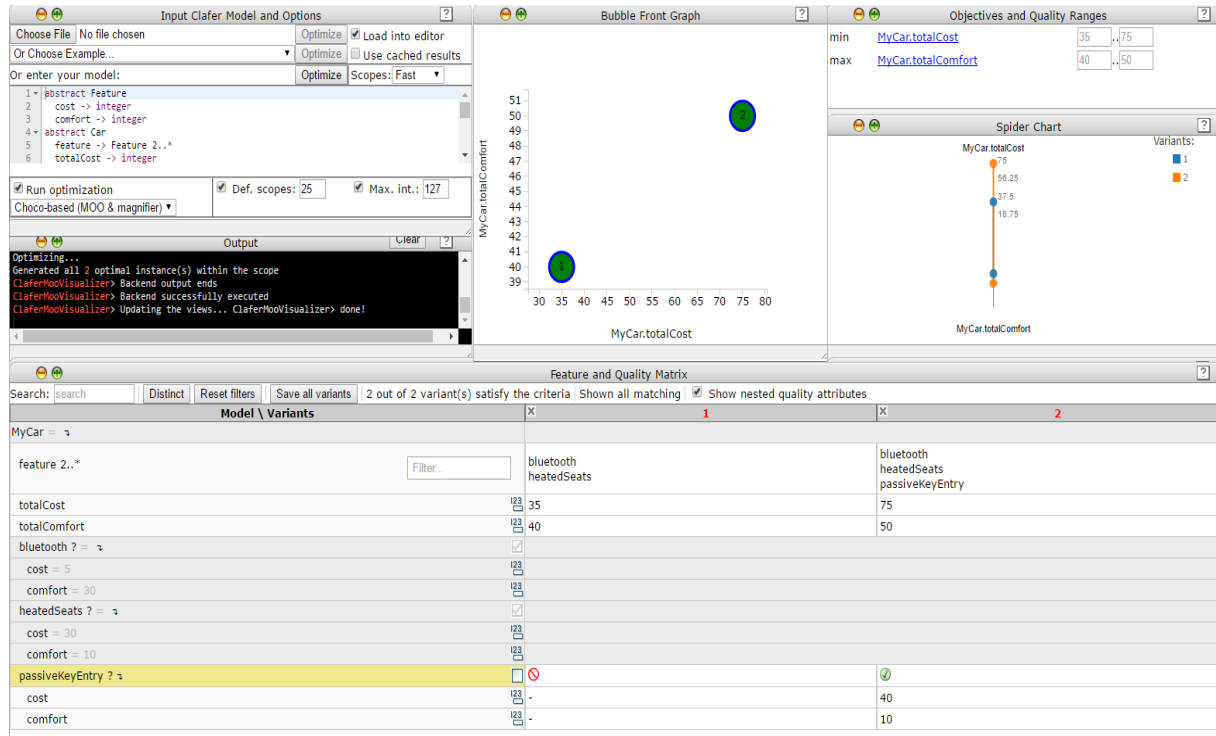 Input Clafer Model and Options ?
Choose File No file chosen Optimize Load into editor
Or Choose Example... Optimize Use cached results
Or enter your model: Optimize Scopes: Fast
1 abstract Feature
2 cost -> integer
3 comfort -> integer
4 abstract Car
5 feature -> Feature 2..*
6 totalCost -> integer
Run optimization Def. scopes: 25 Max. int.: 127
Choco-based (MOO & magnifier)
Output Clear ?
Optimizing...
Generated all 2 optimal instance(s) within the scope
ClaferMooVisualizer> Backend output ends
ClaferMooVisualizer> Backend successfully executed
ClaferMooVisualizer> Updating the views... ClaferMooVisualizer> done!
Bubble Front Graph ?
MyCar.totalComfort
51
50
49
48
47
46
45
44
43
42
41
40
39
2
1
30 35 40 45 50 55 60 65 70 75 80
MyCar.totalCost
Objectives and Quality Ranges ?
min MyCar.totalCost 35 .. 75
max MyCar.totalComfort 40 .. 50
Spider Chart ?
MyCar.totalCost
75
56.25
37.5
18.75
MyCar.totalComfort
Variants:
1
2
Feature and Quality Matrix ?
Search: search Distinct Reset filters Save all variants 2 out of 2 variant(s) satisfy the criteria Shown all matching Show nested quality attributes
Model \ Variants X 1 X 2
MyCar =
feature 2..* Filter...
bluetooth
heatedSeats
bluetooth
heatedSeats
passiveKeyEntry
totalCost 123 35 75
totalComfort 123 40 50
bluetooth ? =
cost = 5 123
comfort = 30 123
heatedSeats ? =
cost = 30 123
comfort = 10 123
passiveKeyEntry ?
cost 123 - 40
comfort 123 - 10